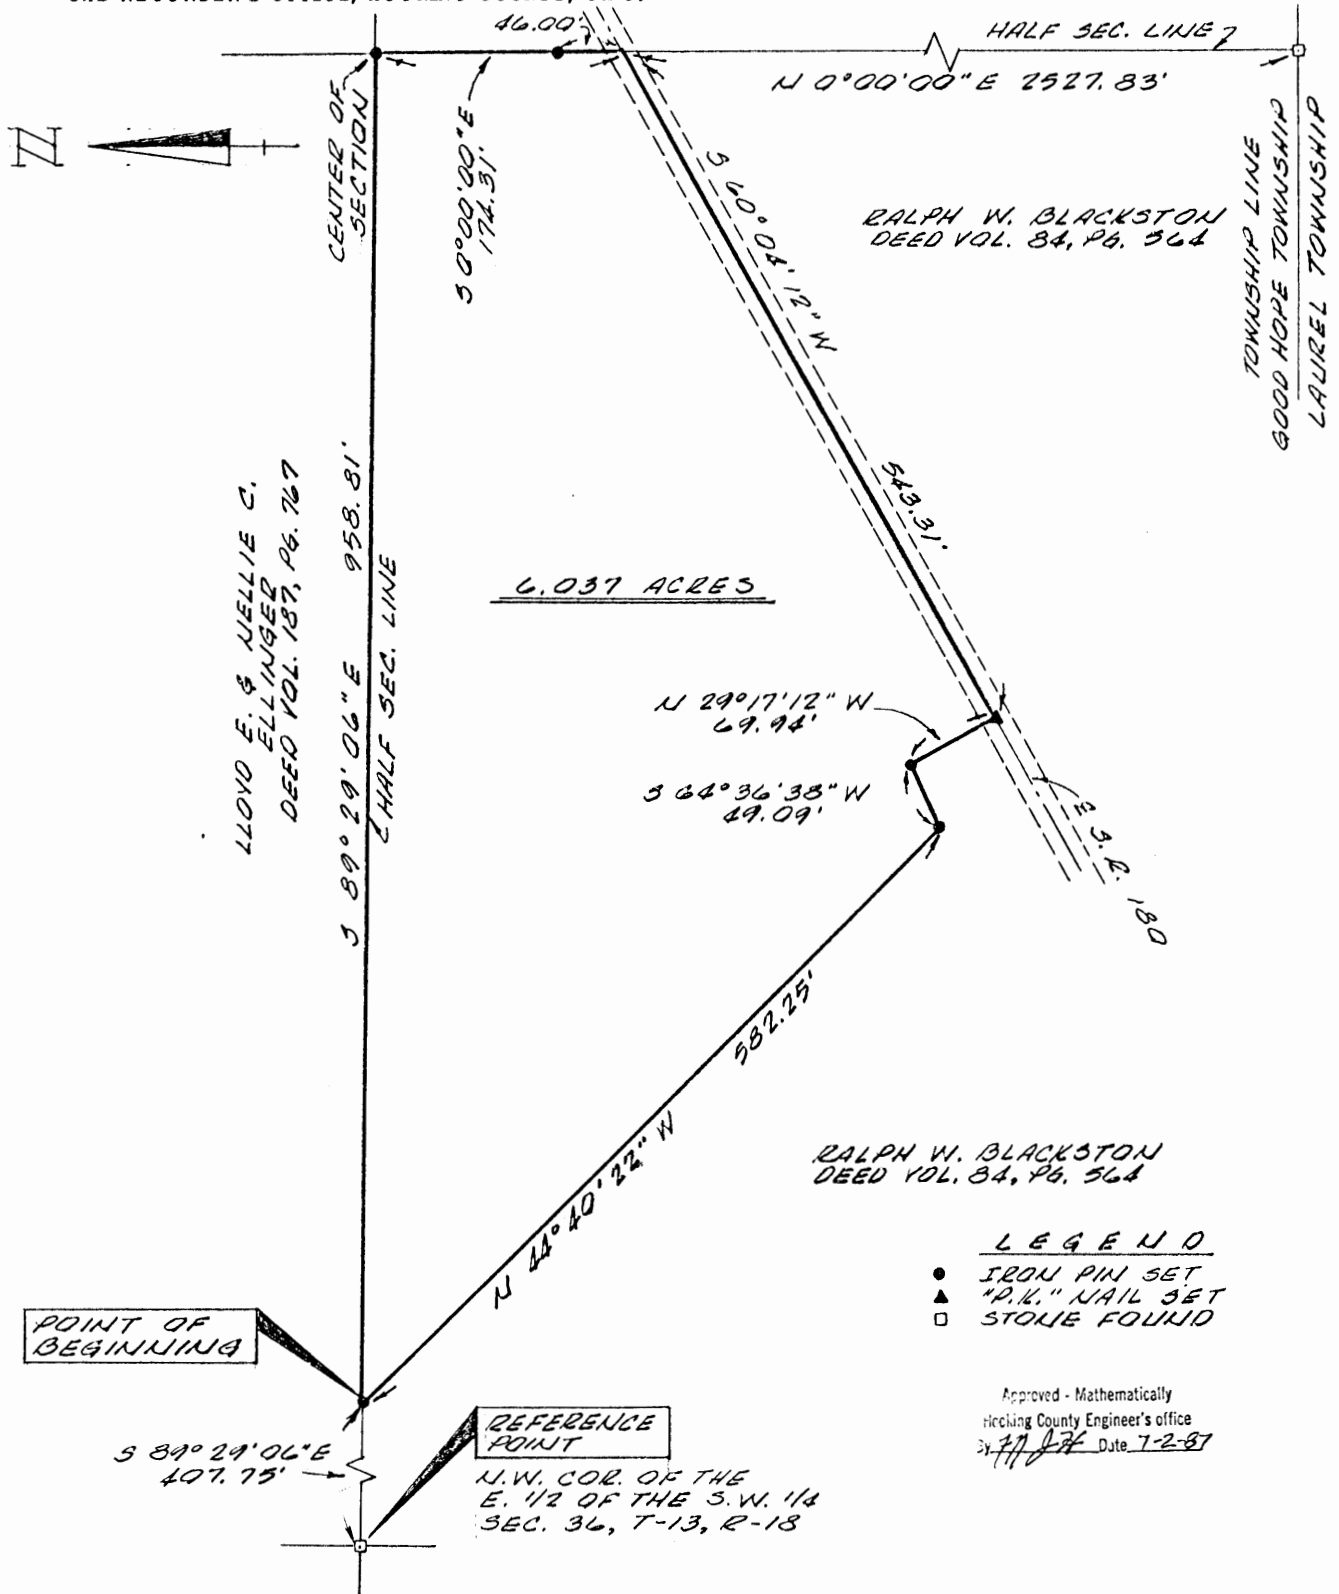 46.00'
HALF SEC. LINE
N 0°00'00" E 2527.83'
N
CENTER OF
SECTION
S 0°00'00" E
174.31'
S 60°04'12" W
543.31'
RALPH W. BLACKSTON
DEED VOL. 84, PG. 564
TOWNSHIP LINE
GOOD HOPE TOWNSHIP
LAUREL TOWNSHIP
LLOYD E. & NELLIE C.
ELLINGER
DEED VOL. 187, PG. 767
S 89°29'06" E 958.81'
HALF SEC. LINE
6.037 ACRES
N 29°17'12" W
69.94'
S 64°36'38" W
49.09'
S.R. 180
582.25'
N 44°40'22" W
RALPH W. BLACKSTON
DEED VOL. 84, PG. 564
LEGEND
IRON PIN SET
"P.K." NAIL SET
STONE FOUND
POINT OF
BEGINNING
S 89°29'06" E
407.75'
REFERENCE
POINT
N.W. COR. OF THE
E. 1/2 OF THE S.W. 1/4
SEC. 36, T-13, R-18
Approved - Mathematically
Hocking County Engineer's office
By Date 7-2-87